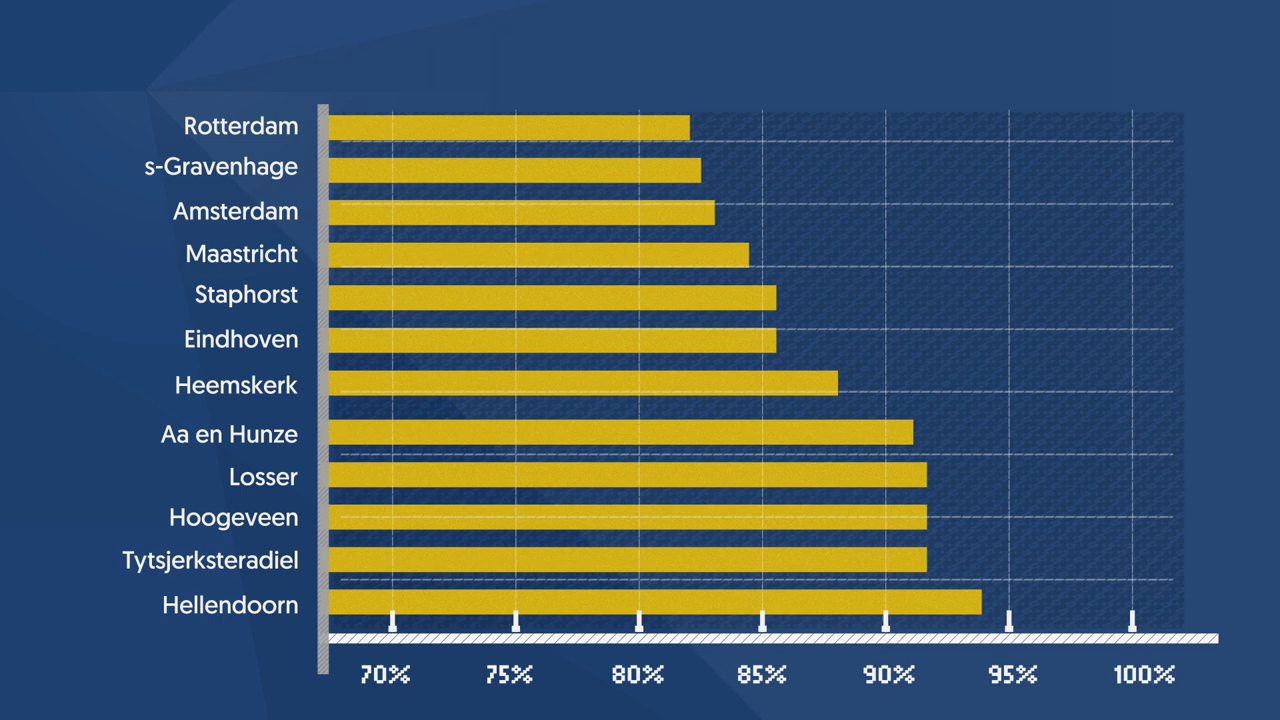 Rotterdam
s-Gravenhage
Amsterdam
Maastricht
Staphorst
Eindhoven
Heemskerk
Aa en Hunze
Losser
Hoogeveen
Tytsjerksteradiel
Hellendoorn
70% 75% 80% 85% 90% 95% 100%